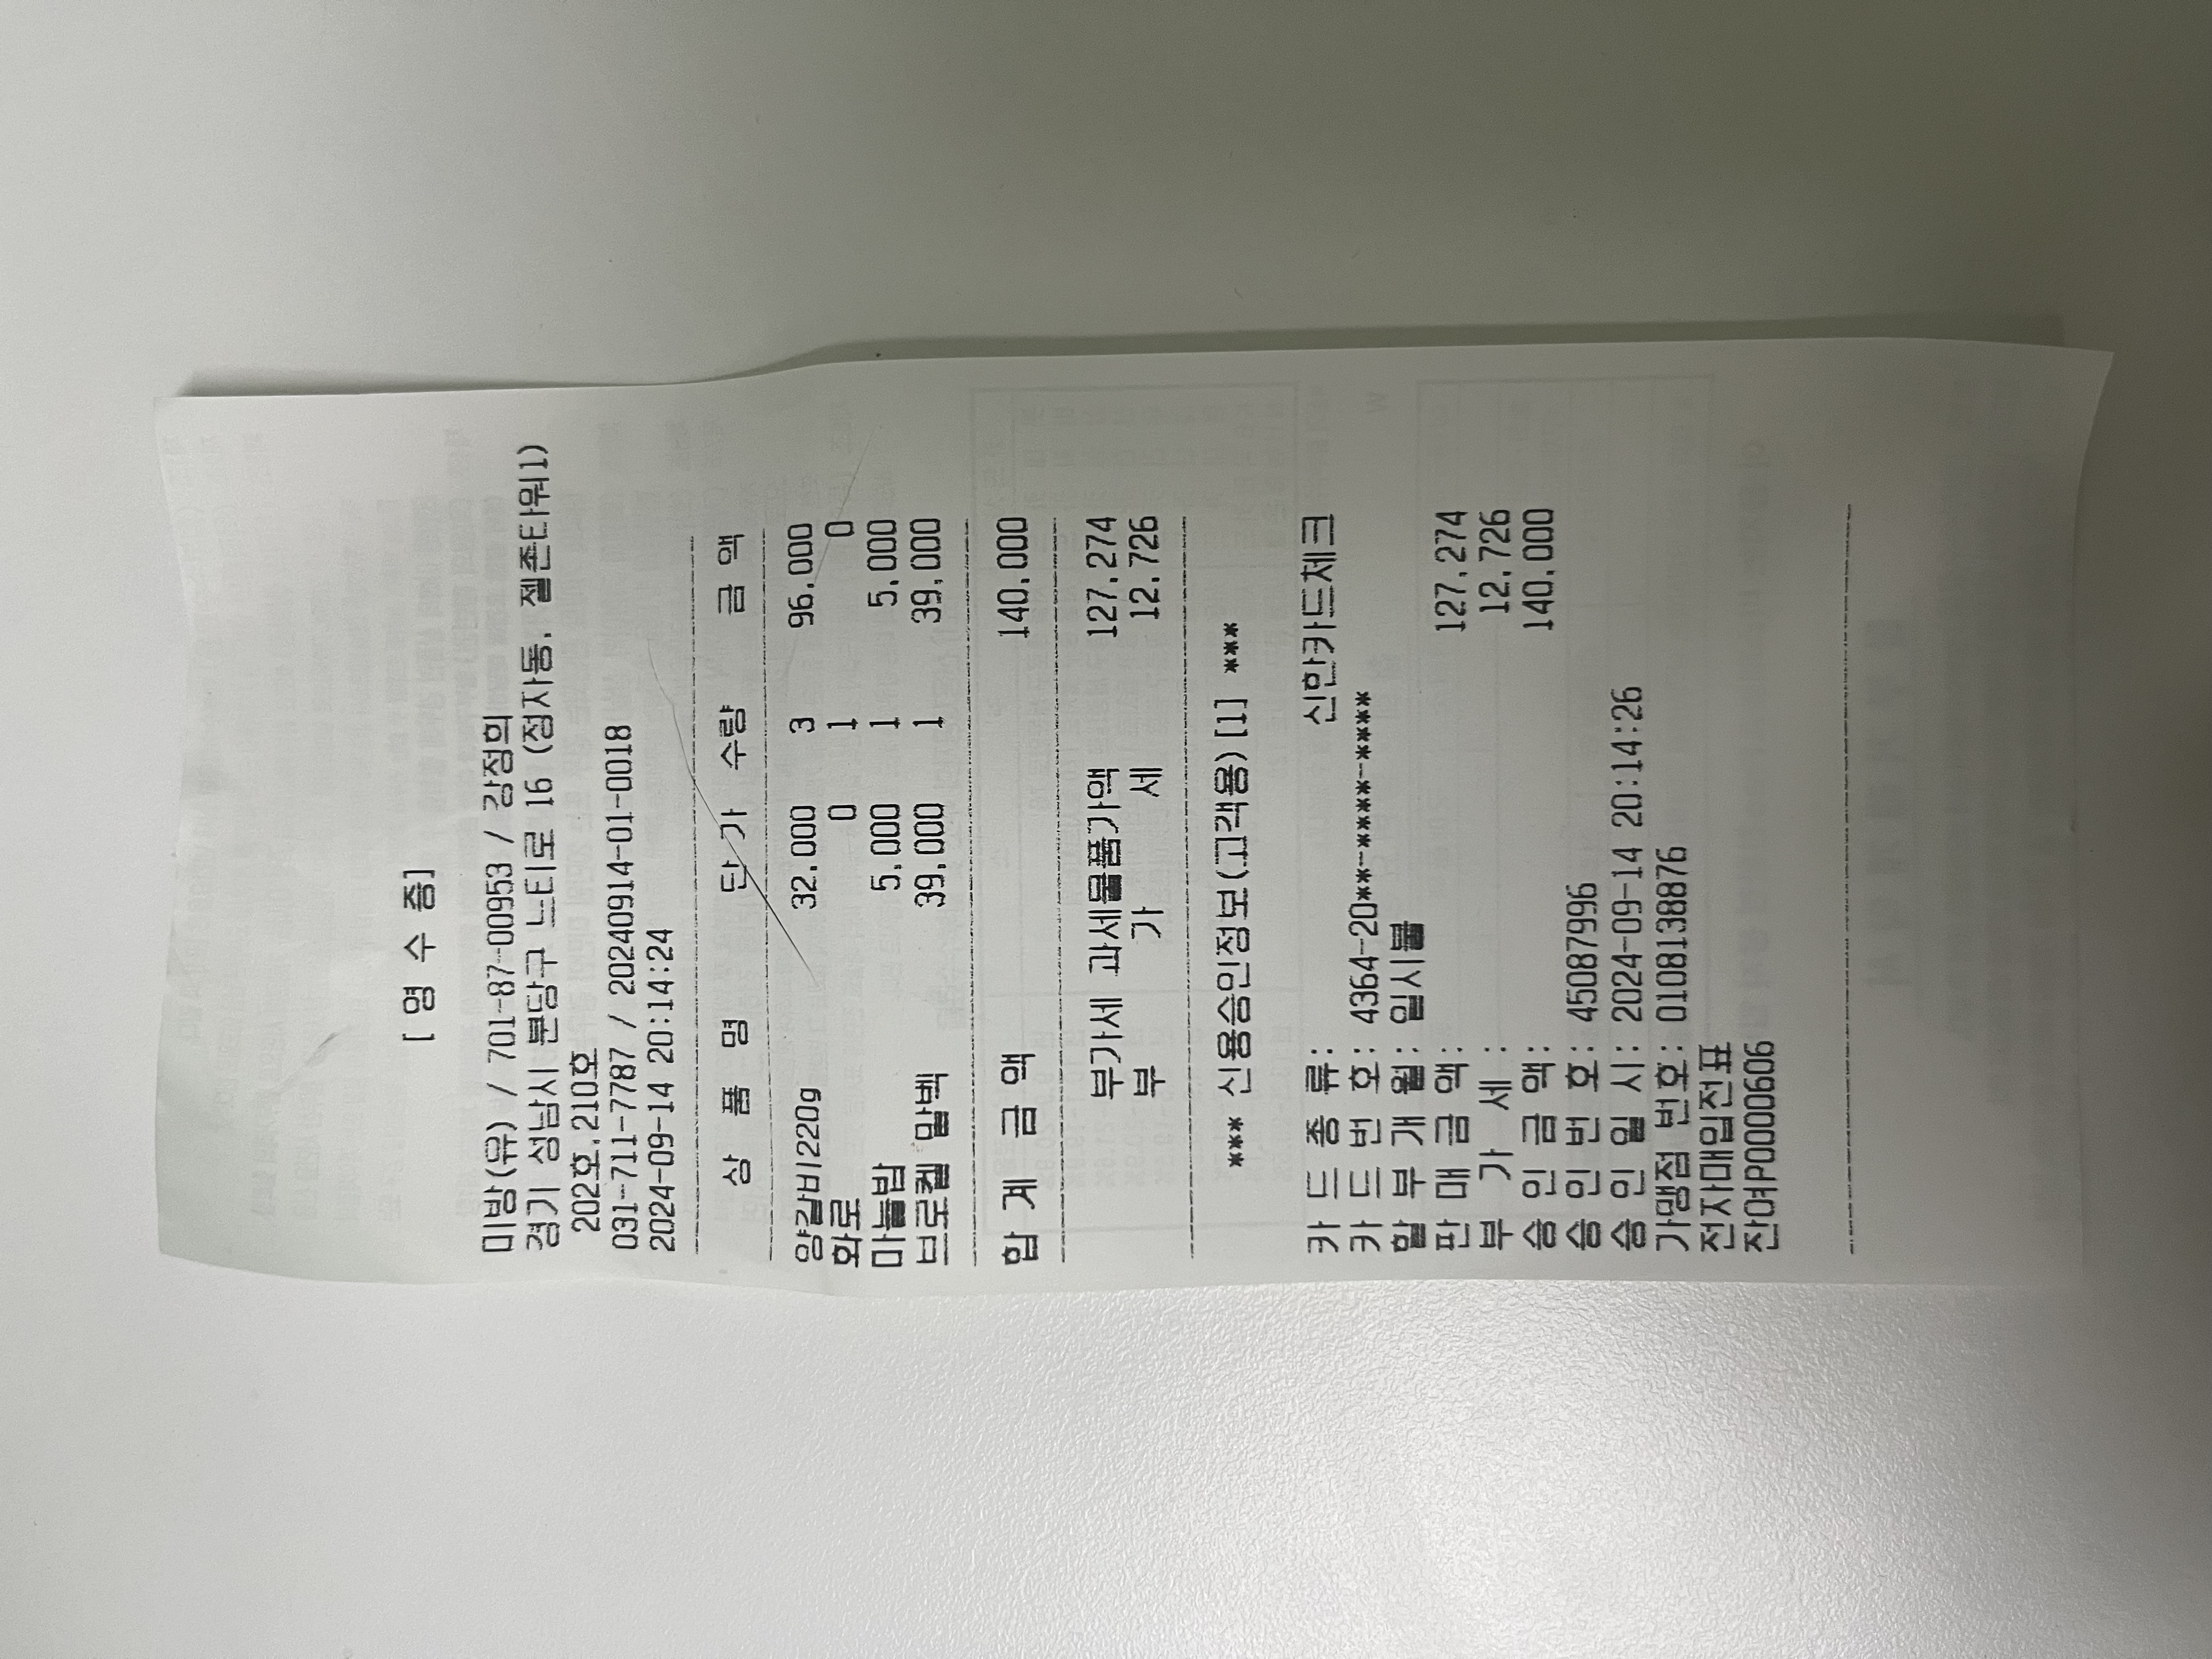 [ 영 수 증]
미방(유) / 701-87-00953 / 강정희
경기 성남시 분당구 느티로 16 (정자동, 젤존타워1)
202호,210호
031-711-7787 / 20240914-01-0018
2024-09-14 20:14:24
상 품 명 단 가 수량 금 액
양갈비220g 32,000 3 96,000
화로 0 1 0
마늘밥 5,000 1 5,000
브로켈 말벡 39,000 1 39,000
합 계 금 액 140,000
부가세 과세물품가액 127,274
부 가 세 12,726
*** 신용승인정보(고객용)[1] ***
카 드 종 류: 신한카드체크
카 드 번 호: 4364-20**-****-****
할 부 개 월: 일시불
판 매 금 액: 127,274
부 가 세 : 12,726
승 인 금 액: 140,000
승 인 번 호: 45087996
승 인 일 시: 2024-09-14 20:14:26
가맹점 번호: 0108138876
전자매입전표
잔여P0000606